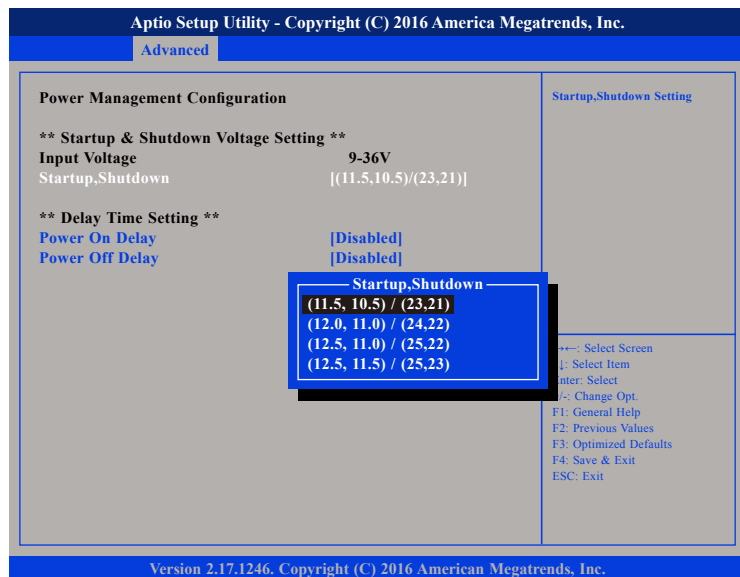 Aptio Setup Utility - Copyright (C) 2016 America Megatrends, Inc.
Advanced
Power Management Configuration
** Startup & Shutdown Voltage Setting **
Input Voltage 9-36V
Startup,Shutdown [(11.5,10.5)/(23,21)]
** Delay Time Setting **
Power On Delay [Disabled]
Power Off Delay [Disabled]
Startup,Shutdown
(11.5, 10.5) / (23,21)
(12.0, 11.0) / (24,22)
(12.5, 11.0) / (25,22)
(12.5, 11.5) / (25,23)
Startup,Shutdown Setting
→←: Select Screen
↓: Select Item
nter: Select
/-: Change Opt.
F1: General Help
F2: Previous Values
F3: Optimized Defaults
F4: Save & Exit
ESC: Exit
Version 2.17.1246. Copyright (C) 2016 American Megatrends, Inc.